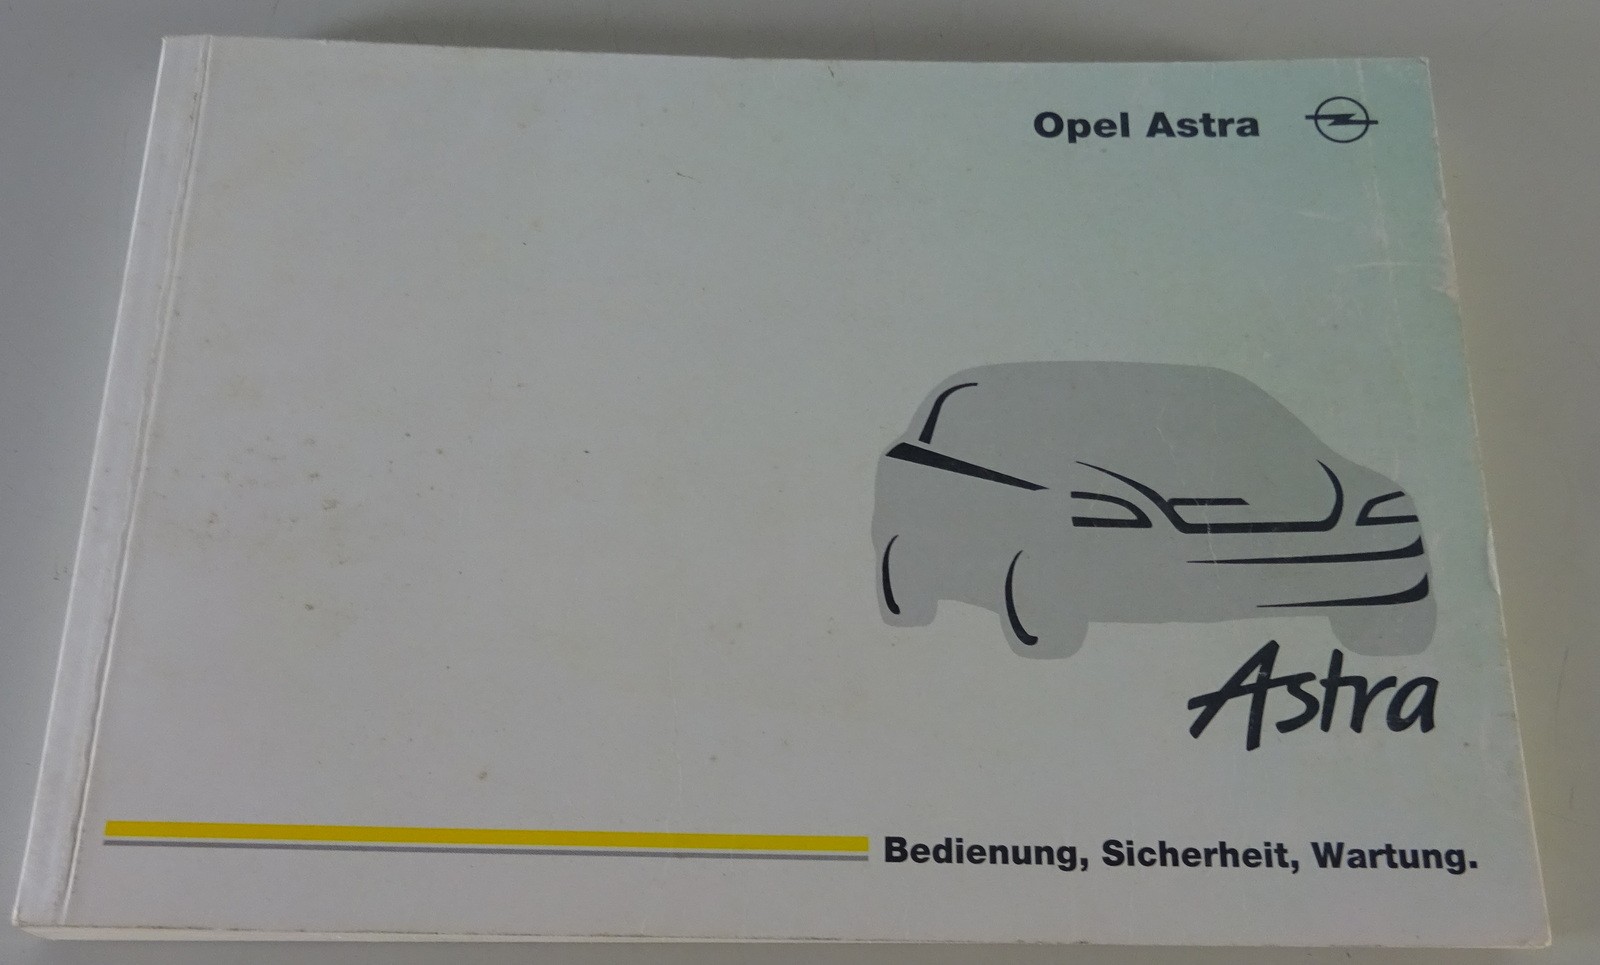 Opel Astra
Astra
Bedienung, Sicherheit, Wartung.